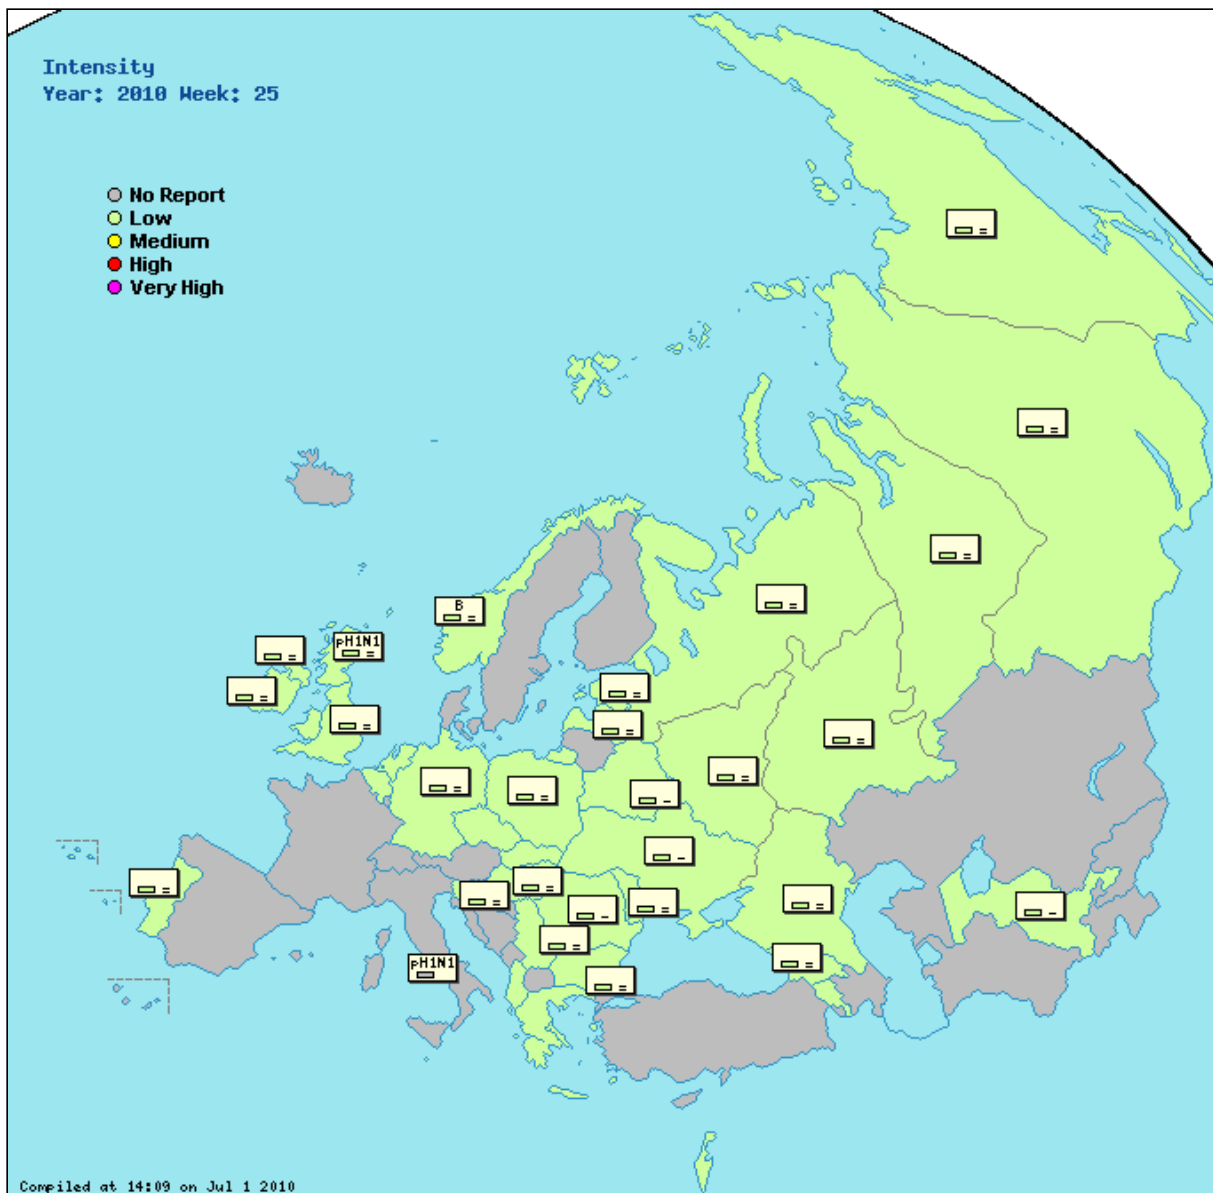 Intensity
Year: 2010 Week: 25
No Report
Low
Medium
High
Very High
B
pH1N1
pH1N1
Compiled at 14:09 on Jul 1 2010